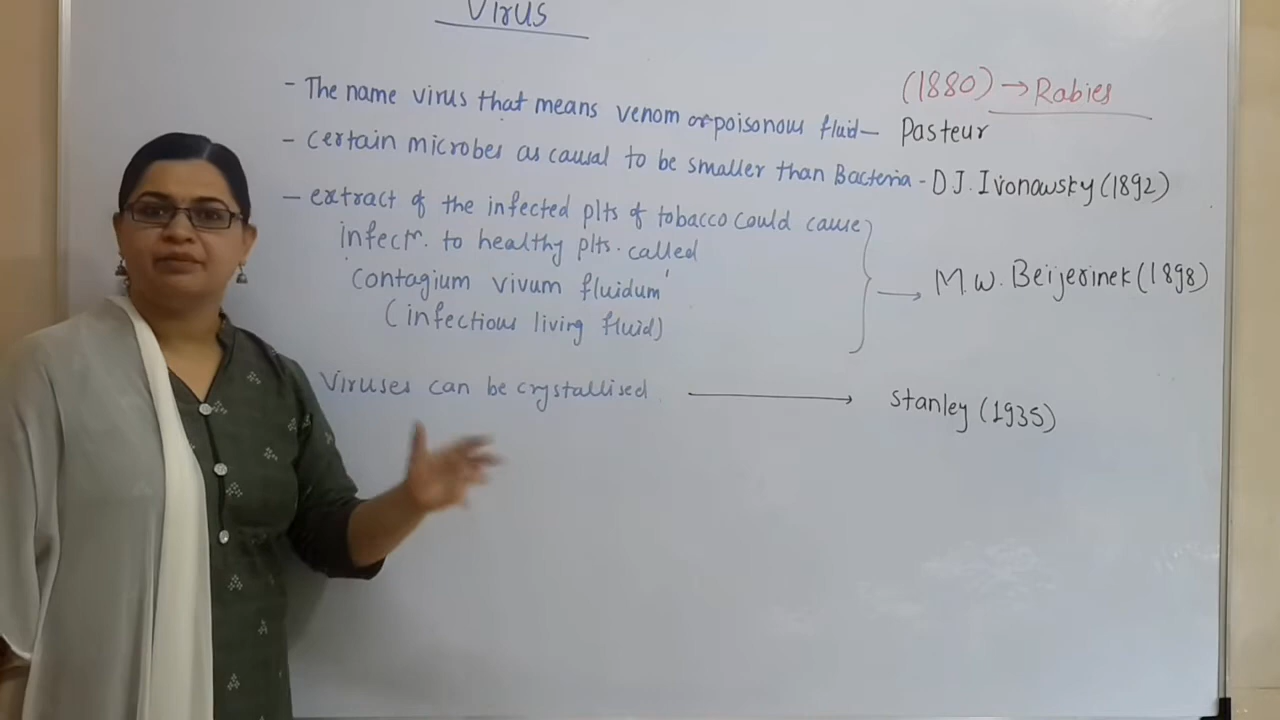 Virus
(1880) → Rabies
- The name virus that means venom or poisonous fluid — Pasteur
- certain microbes as causal to be smaller than Bacteria - D J. Ivonowsky (1892)
- extract of the infected plts of tobacco could cause
infectn. to healthy plts. called
contagium vivum fluidum
(infectious living fluid)
→ M.W. Beijerinek (1898)
Viruses can be crystallised. → Stanley (1935)